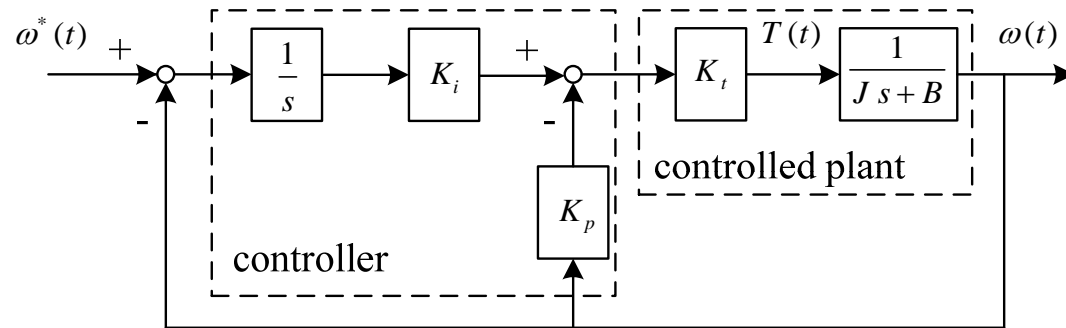 ω*(t)
+
-
1
s
K_i
+
-
K_p
controller
K_t
T(t)
1
J s + B
ω(t)
controlled plant